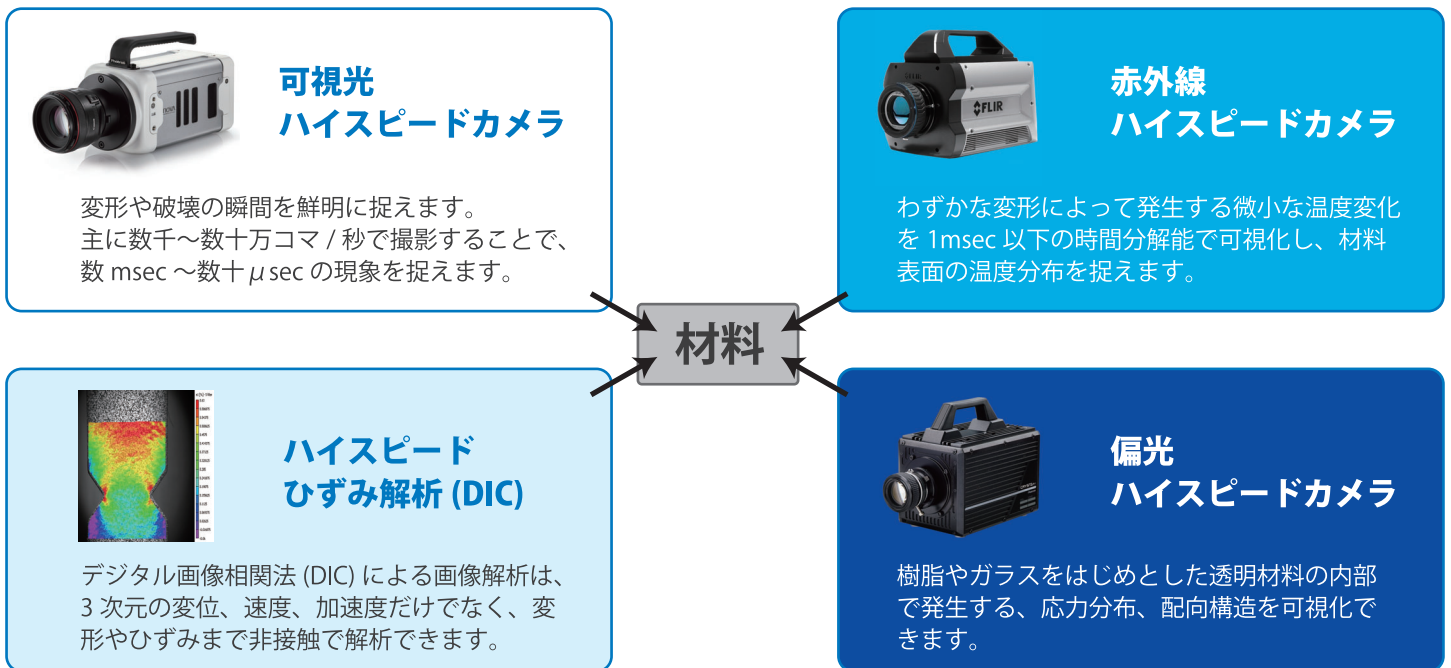 可視光
ハイスピードカメラ
変形や破壊の瞬間を鮮明に捉えます。
主に数千～数十万コマ / 秒で撮影することで、
数 msec ～数十 μ sec の現象を捉えます。
FLIR
赤外線
ハイスピードカメラ
わずかな変形によって発生する微小な温度変化
を 1msec 以下の時間分解能で可視化し、材料
表面の温度分布を捉えます。
材料
ハイスピード
ひずみ解析 (DIC)
デジタル画像相関法 (DIC) による画像解析は、
3 次元の変位、速度、加速度だけでなく、変
形やひずみまで非接触で解析できます。
偏光
ハイスピードカメラ
樹脂やガラスをはじめとした透明材料の内部
で発生する、応力分布、配向構造を可視化で
きます。